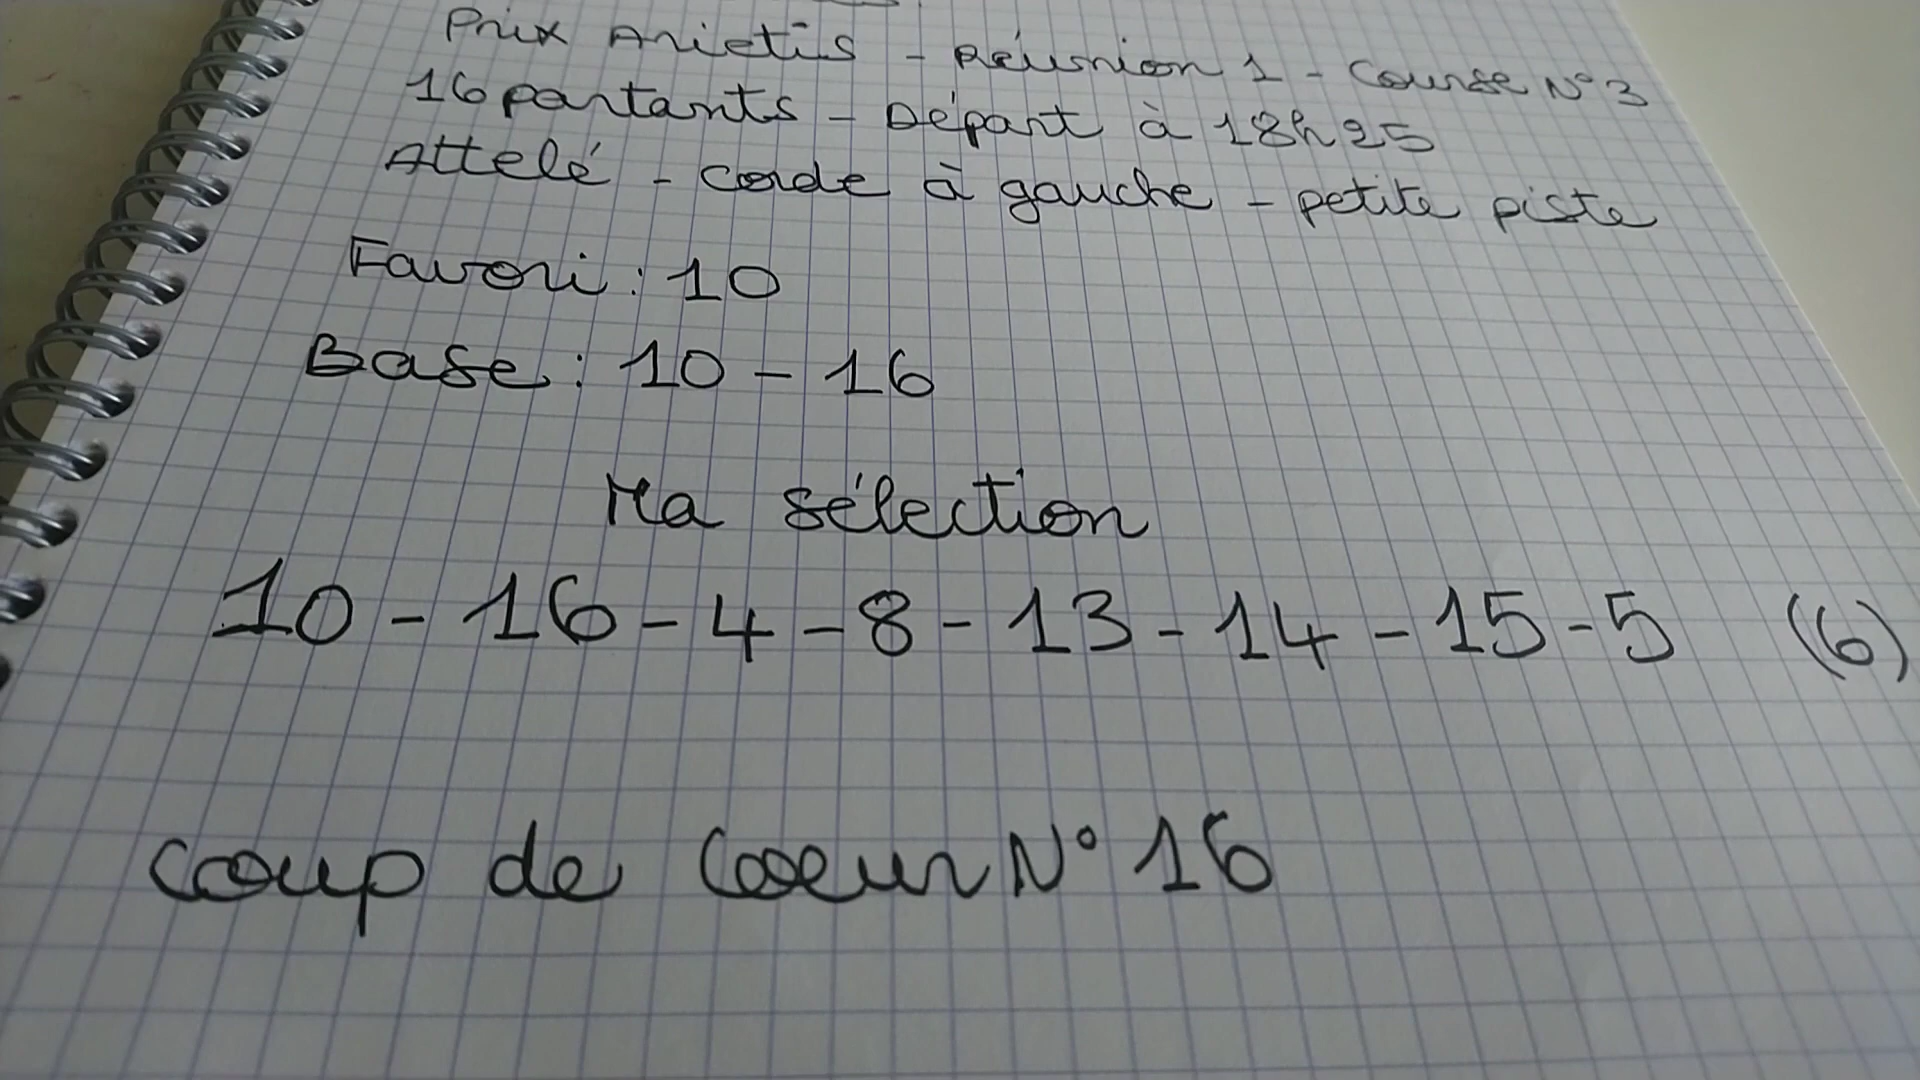 Prix Arietis - Réunion 1 - Course N° 3
16 partants - Départ à 18h25
Attelé - corde à gauche - petite piste
Favori : 10
Base : 10 - 16
Ma sélection
10 - 16 - 4 - 8 - 13 - 14 - 15 - 5 (6)
Coup de Coeur N° 16